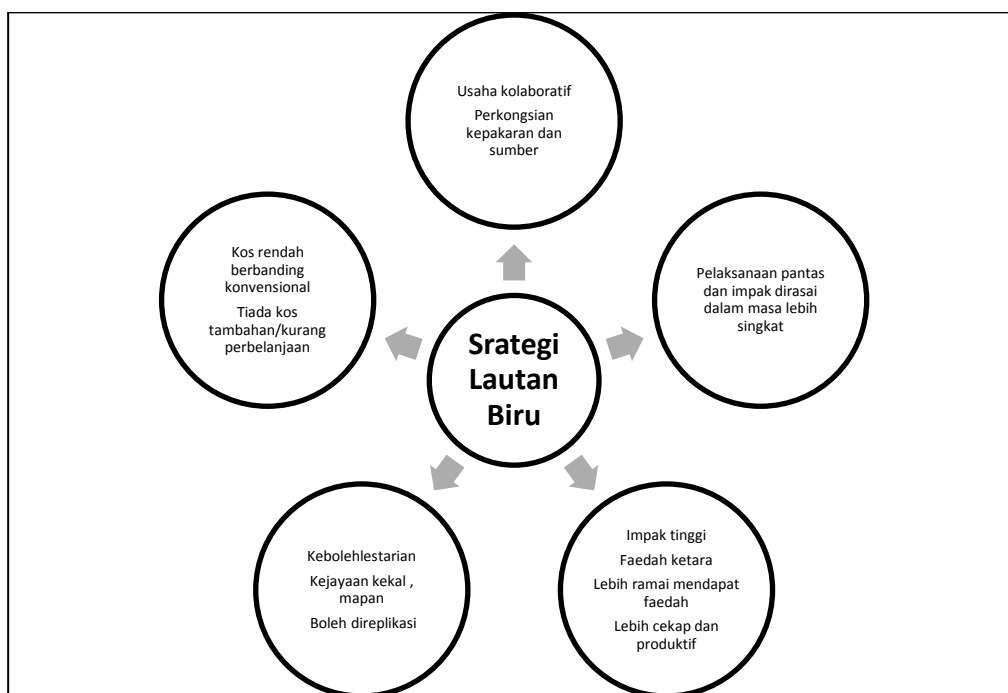 Usaha kolaboratif
Perkongsian
kepakaran dan
sumber
Kos rendah
berbanding
konvensional
Tiada kos
tambahan/kurang
perbelanjaan
Pelaksanaan pantas
dan impak dirasai
dalam masa lebih
singkat
Srategi
Lautan
Biru
Kebolehlestarian
Kejayaan kekal ,
mapan
Boleh direplikasi
Impak tinggi
Faedah ketara
Lebih ramai mendapat
faedah
Lebih cekap dan
produktif